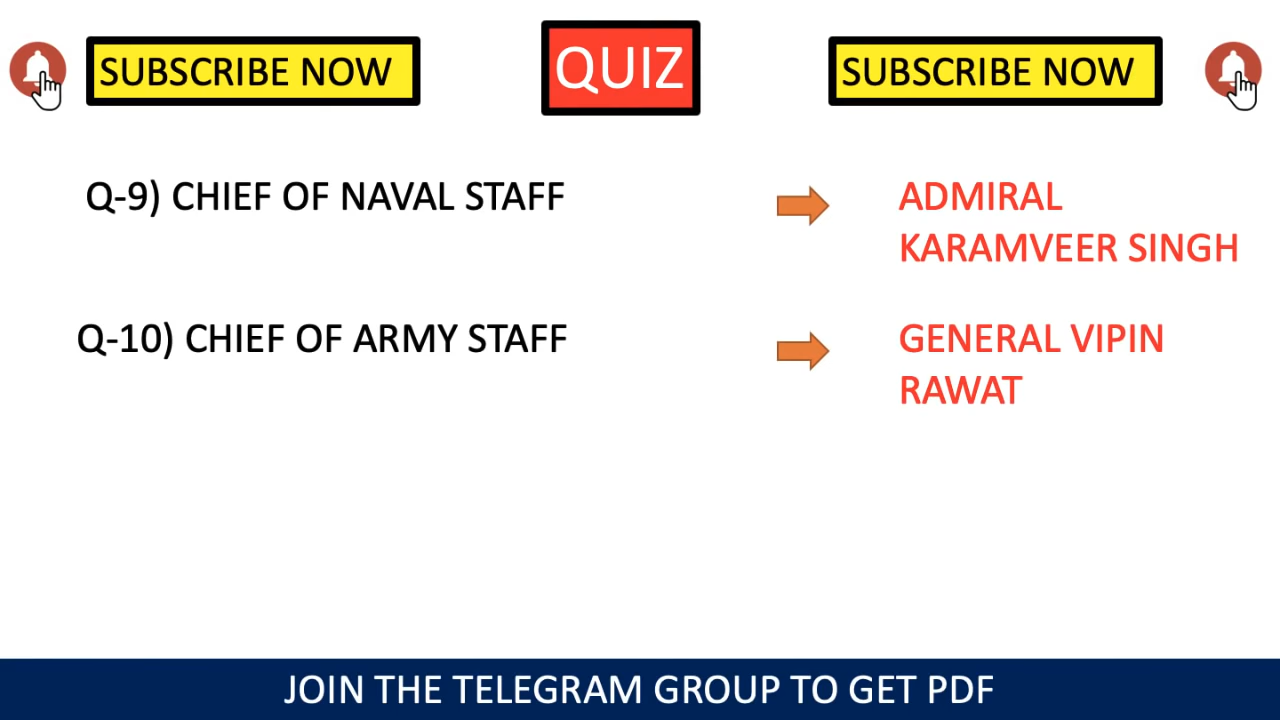 SUBSCRIBE NOW
QUIZ
SUBSCRIBE NOW
Q-9) CHIEF OF NAVAL STAFF
ADMIRAL
KARAMVEER SINGH
Q-10) CHIEF OF ARMY STAFF
GENERAL VIPIN
RAWAT
JOIN THE TELEGRAM GROUP TO GET PDF